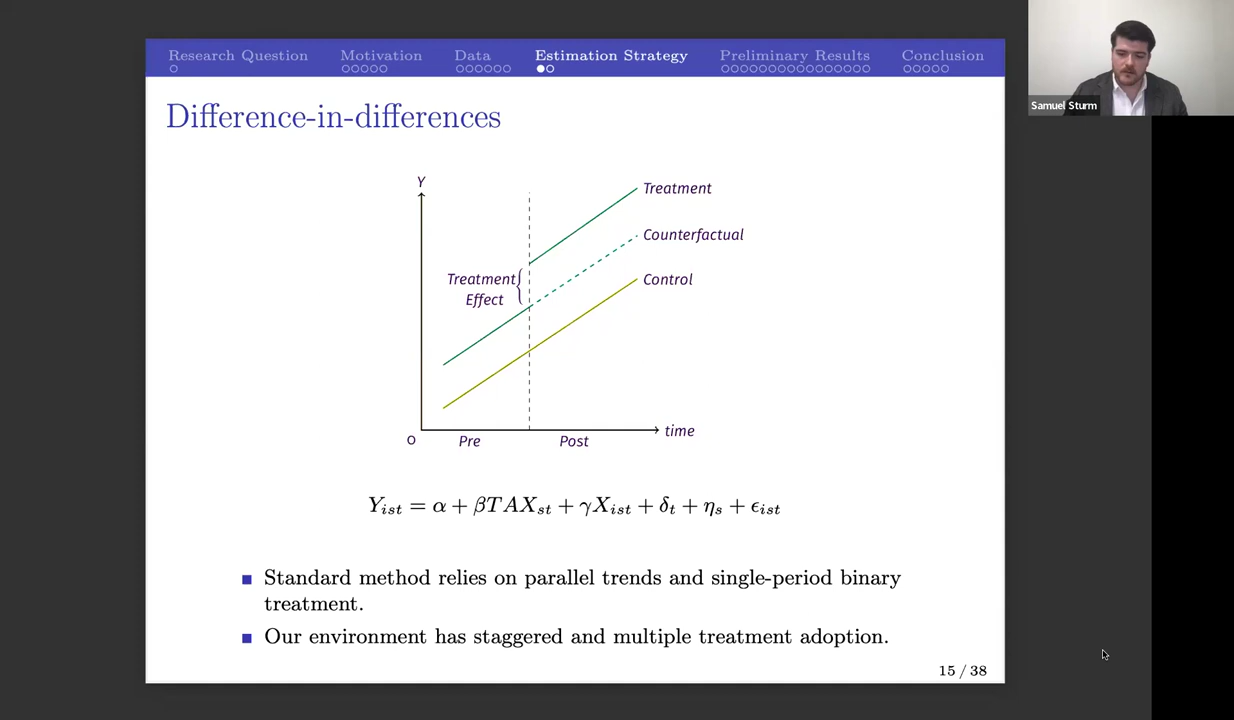 Research Question Motivation Data Estimation Strategy Preliminary Results Conclusion
Samuel Sturm
Difference-in-differences
Y
Treatment
Counterfactual
Treatment
Effect
Control
O
Pre
Post
time
Y_{ist} = α + βTAX_{st} + γX_{ist} + δ_t + η_s + ϵ_{ist}
Standard method relies on parallel trends and single-period binary
treatment.
Our environment has staggered and multiple treatment adoption.
15 / 38